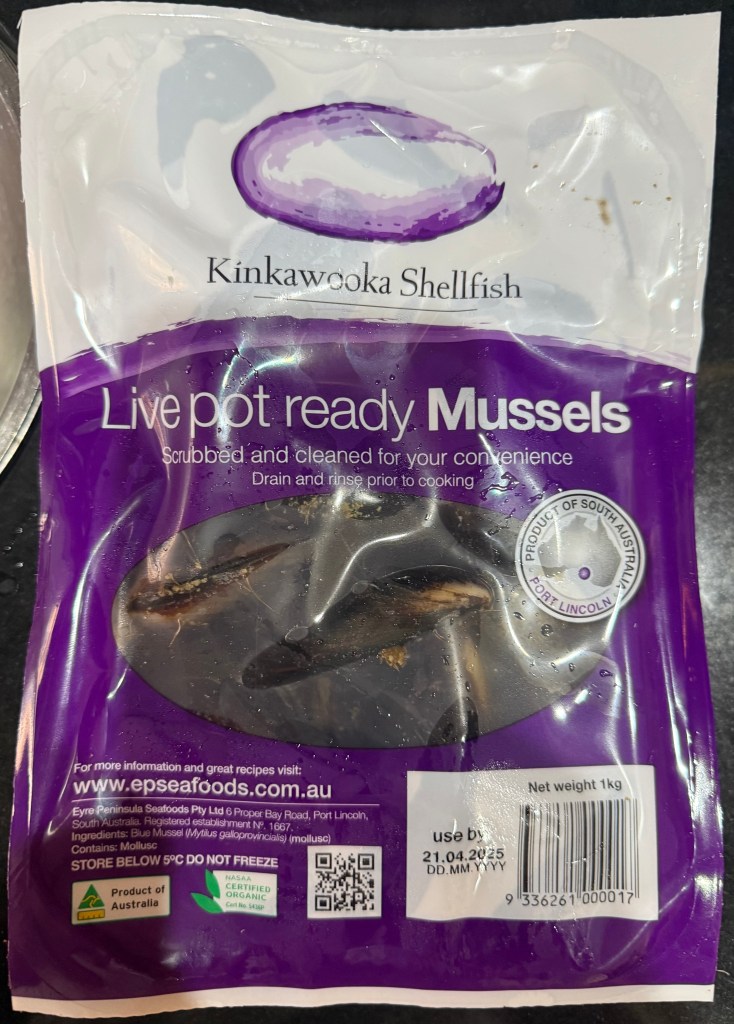 Kinkawooka Shellfish
Live pot ready Mussels
Scrubbed and cleaned for your convenience
Drain and rinse prior to cooking
PRODUCT OF SOUTH AUSTRALIA
PORT LINCOLN
For more information and great recipes visit:
www.epseafoods.com.au
Eyre Peninsula Seafoods Pty Ltd 6 Proper Bay Road, Port Lincoln,
South Australia. Registered establishment Nº. 1667.
Ingredients: Blue Mussel (Mytilus galloprovincialis) (mollusc)
Contains: Mollusc
STORE BELOW 5ºC DO NOT FREEZE
Product of
Australia
NASAA
CERTIFIED
ORGANIC
Net weight 1kg
use by
21.04.2025
DD.MM.YYYY
9 336261 000017